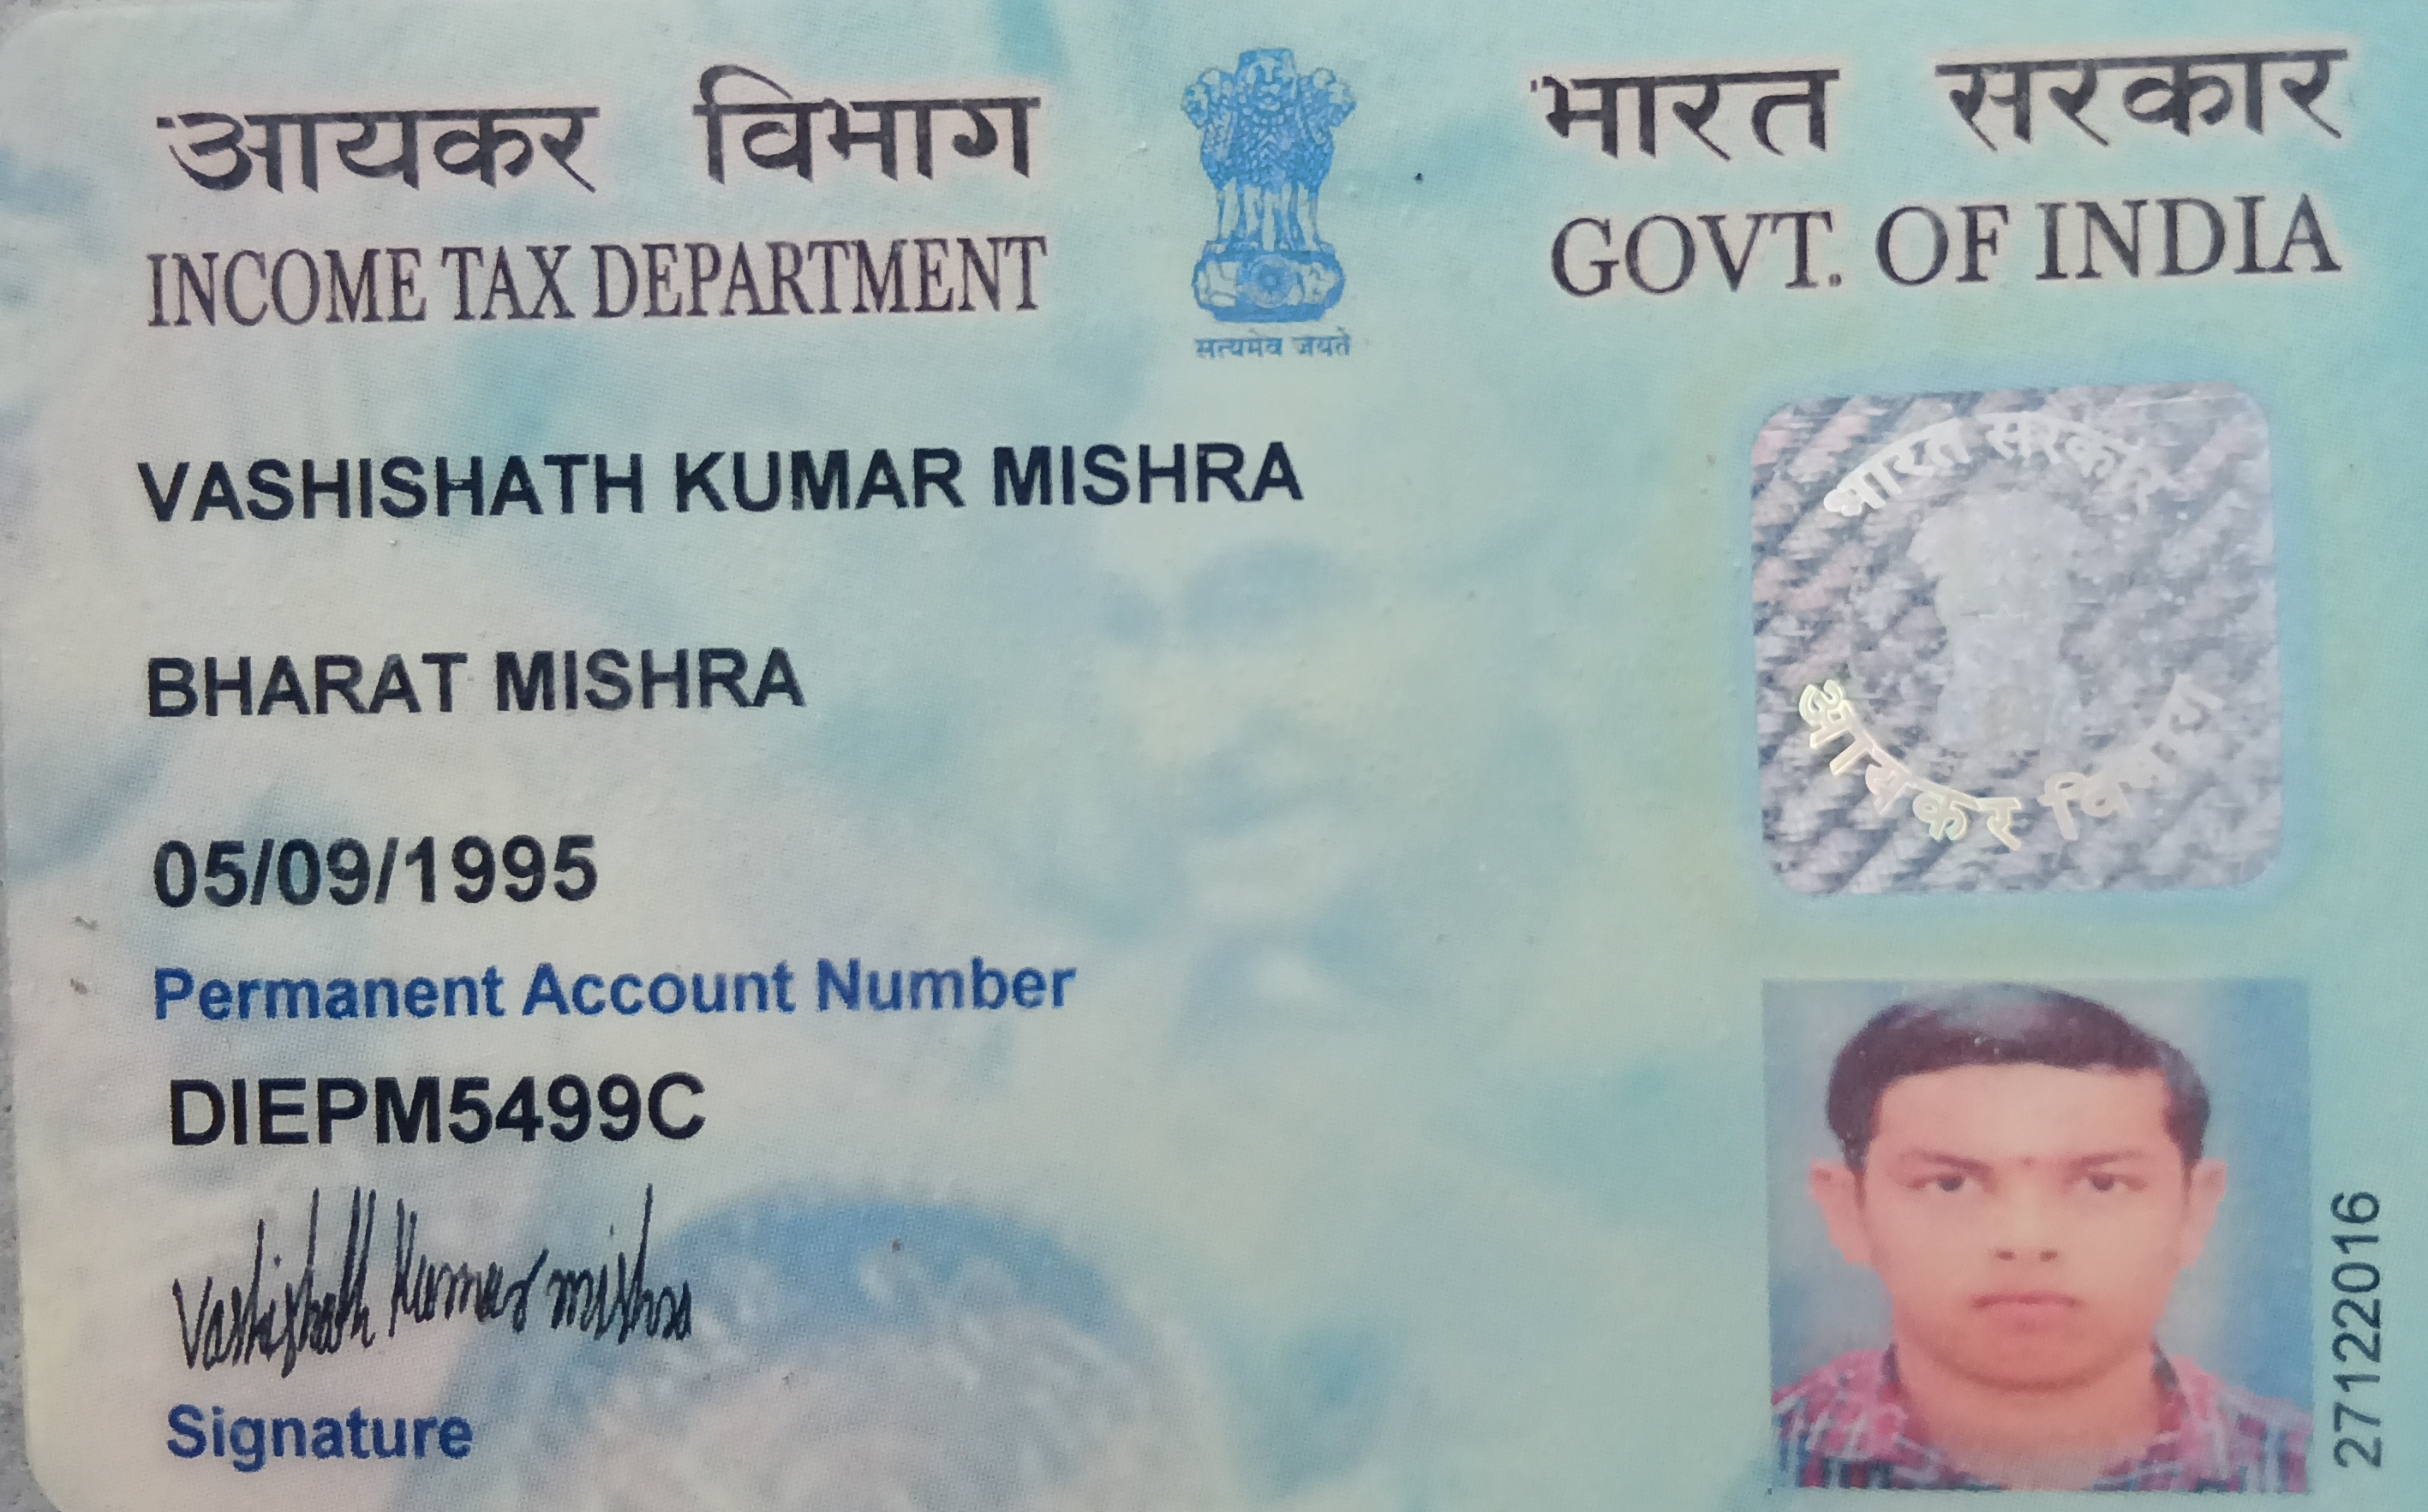 आयकर विभाग
INCOME TAX DEPARTMENT
सत्यमेव जयते
भारत सरकार
GOVT. OF INDIA
VASHISHATH KUMAR MISHRA
BHARAT MISHRA
05/09/1995
Permanent Account Number
DIEPM5499C
Vashishath Kumar mishra
Signature
भारत सरकार
आयकर विभाग
27122016